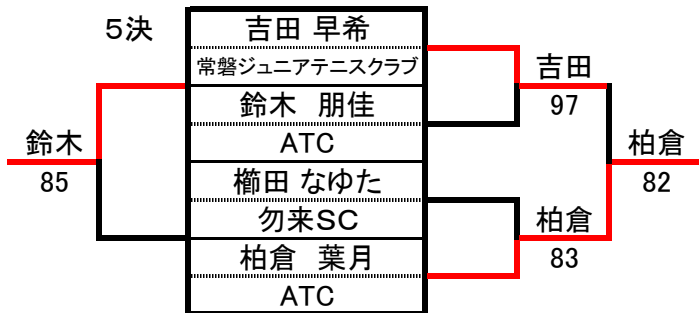 5決
吉田 早希
常磐ジュニアテニスクラブ
鈴木 朋佳
ATC
櫛田 なゆた
勿来SC
柏倉 葉月
ATC
鈴木
85
吉田
97
柏倉
83
柏倉
82